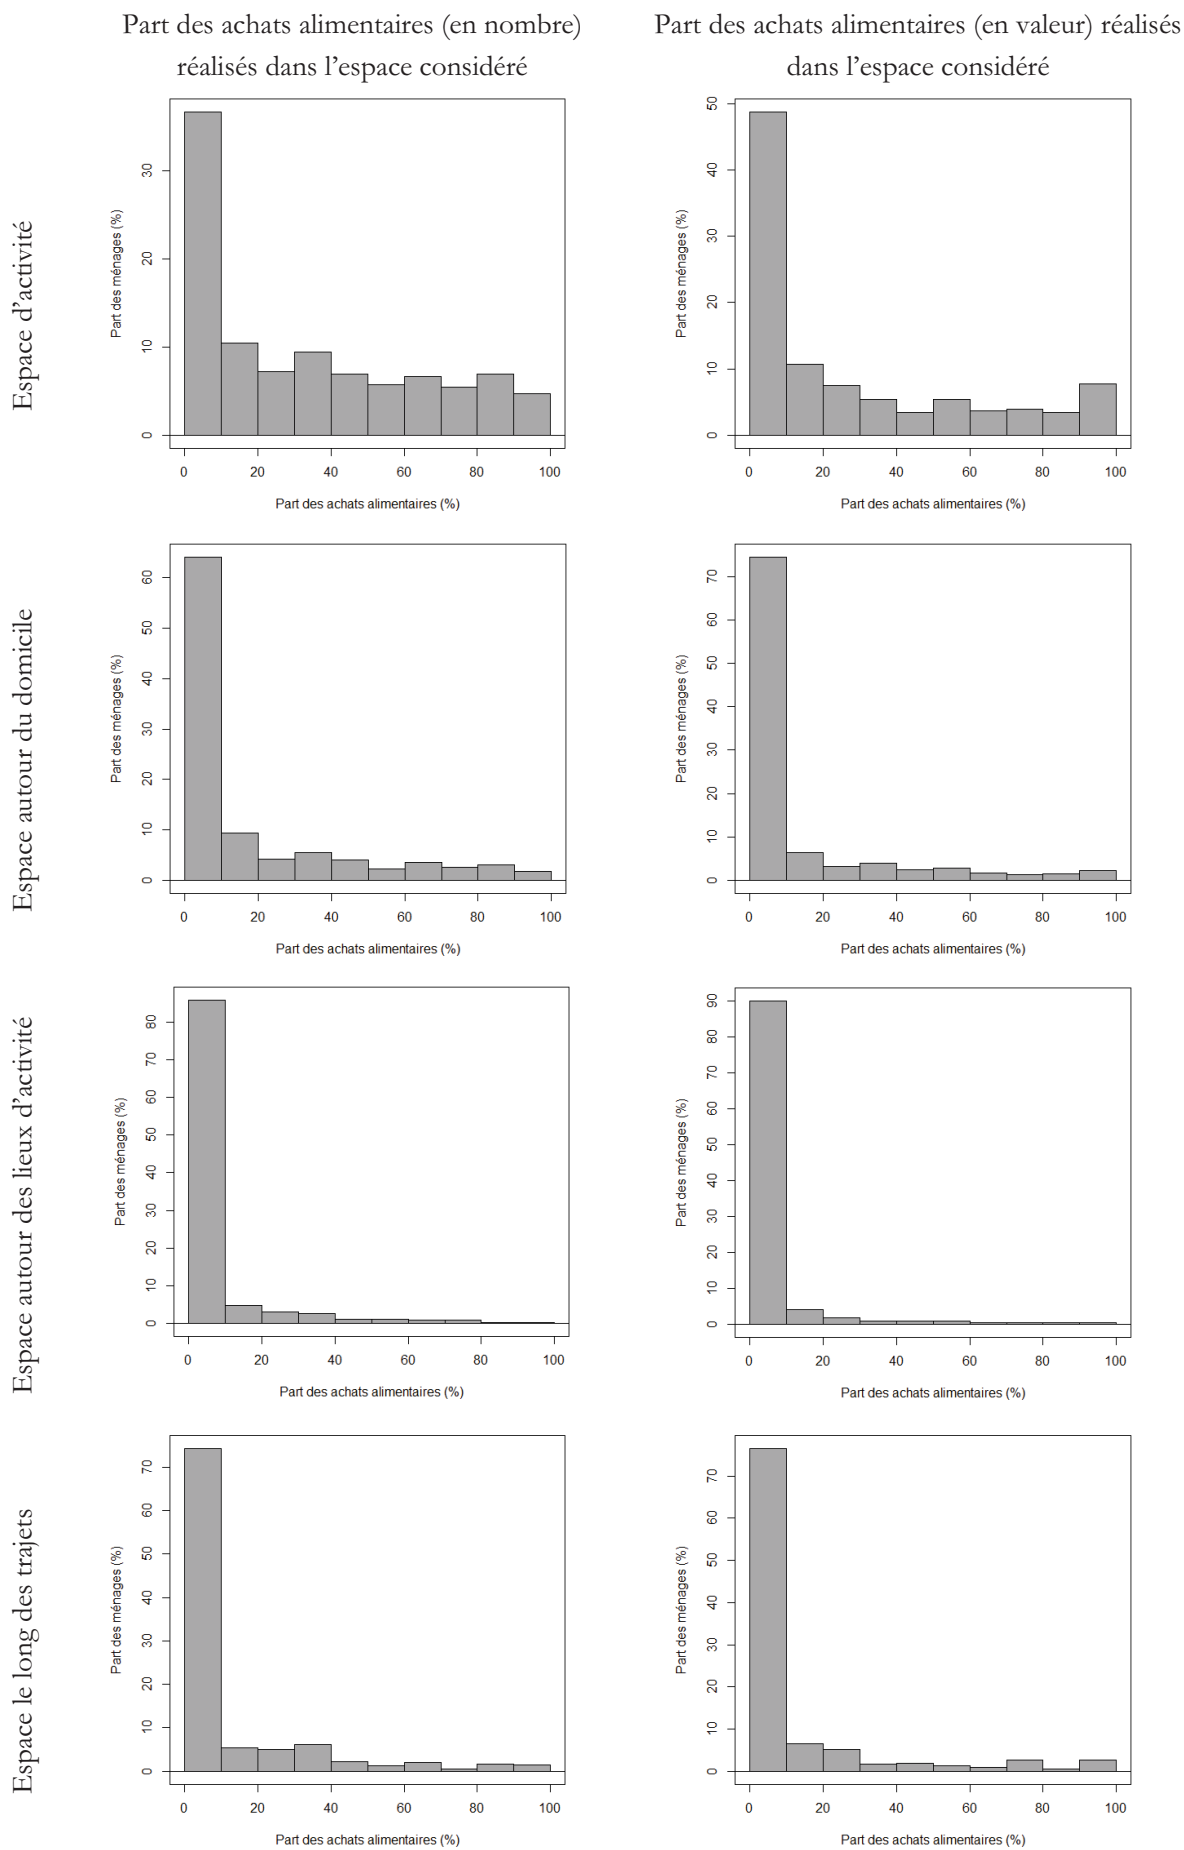 Part des achats alimentaires (en nombre)
réalisés dans l'espace considéré
Part des achats alimentaires (en valeur) réalisés
dans l'espace considéré
Espace d'activité
Part des ménages (%)
0 10 20 30
0 20 40 60 80 100
Part des achats alimentaires (%)
Part des ménages (%)
0 10 20 30 40 50
0 20 40 60 80 100
Part des achats alimentaires (%)
Espace autour du domicile
Part des ménages (%)
0 10 20 30 40 50 60
0 20 40 60 80 100
Part des achats alimentaires (%)
Part des ménages (%)
0 10 20 30 40 50 60 70
0 20 40 60 80 100
Part des achats alimentaires (%)
Espace autour des lieux d'activité
Part des ménages (%)
0 10 20 30 40 50 60 70 80
0 20 40 60 80 100
Part des achats alimentaires (%)
Part des ménages (%)
0 10 20 30 40 50 60 70 80 90
0 20 40 60 80 100
Part des achats alimentaires (%)
Espace le long des trajets
Part des ménages (%)
0 10 20 30 40 50 60 70
0 20 40 60 80 100
Part des achats alimentaires (%)
Part des ménages (%)
0 10 20 30 40 50 60 70
0 20 40 60 80 100
Part des achats alimentaires (%)